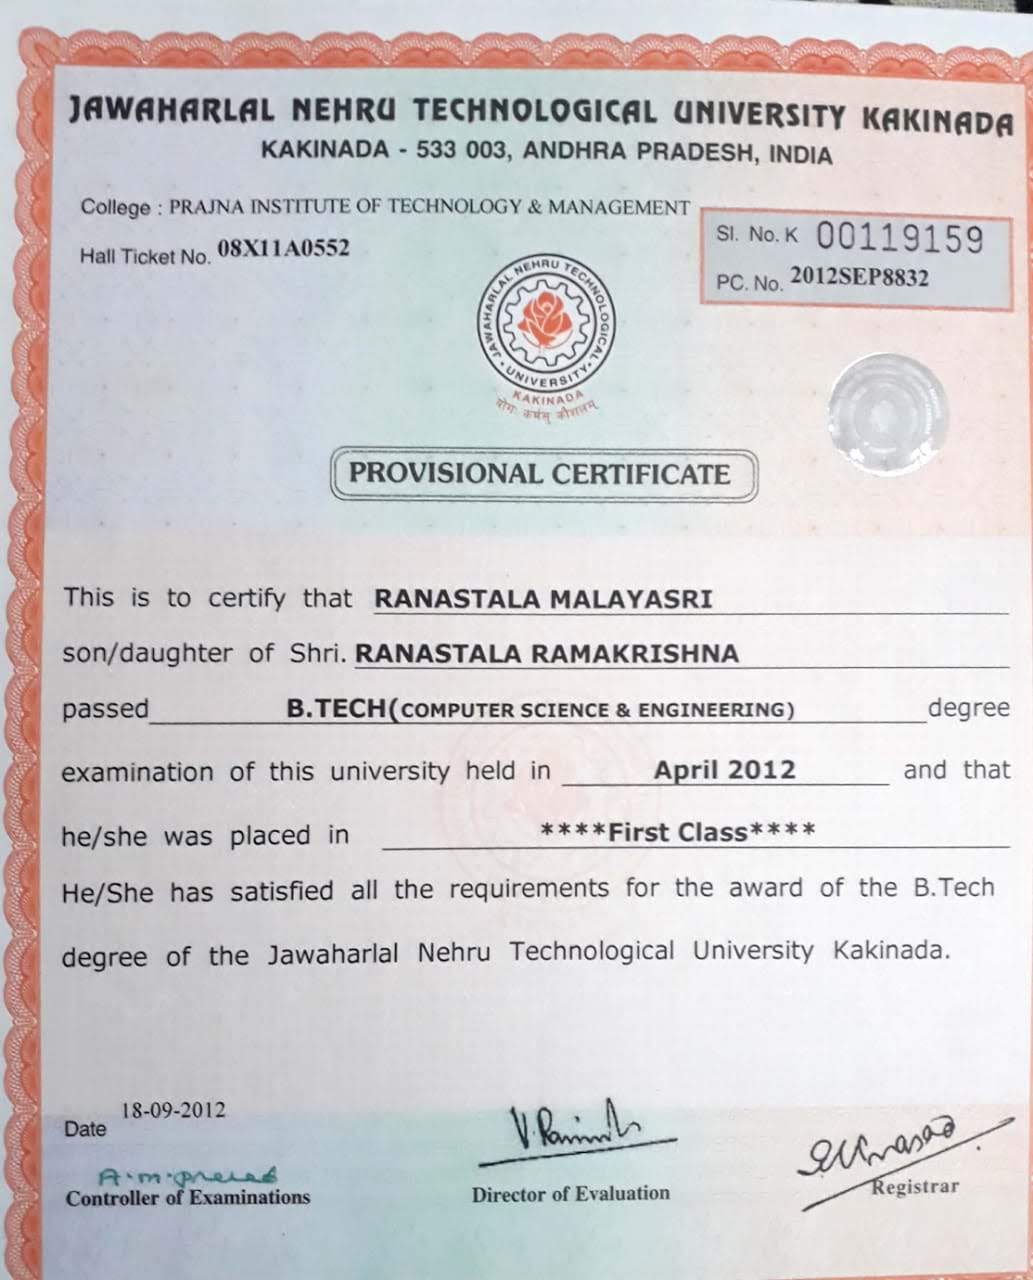 JAWAHARLAL NEHRU TECHNOLOGICAL UNIVERSITY KAKINADA
KAKINADA - 533 003, ANDHRA PRADESH, INDIA
College : PRAJNA INSTITUTE OF TECHNOLOGY & MANAGEMENT
Hall Ticket No. 08X11A0552
Sl. No. K 00119159
PC. No. 2012SEP8832
JAWAHARLAL NEHRU TECHNOLOGICAL UNIVERSITY
KAKINADA
योगः कर्मसु कौशलम्
PROVISIONAL CERTIFICATE
This is to certify that RANASTALA MALAYASRI
son/daughter of Shri. RANASTALA RAMAKRISHNA
passed B.TECH(COMPUTER SCIENCE & ENGINEERING) degree
examination of this university held in April 2012 and that
he/she was placed in ****First Class****
He/She has satisfied all the requirements for the award of the B.Tech
degree of the Jawaharlal Nehru Technological University Kakinada.
18-09-2012
Date
Controller of Examinations
Director of Evaluation
Registrar